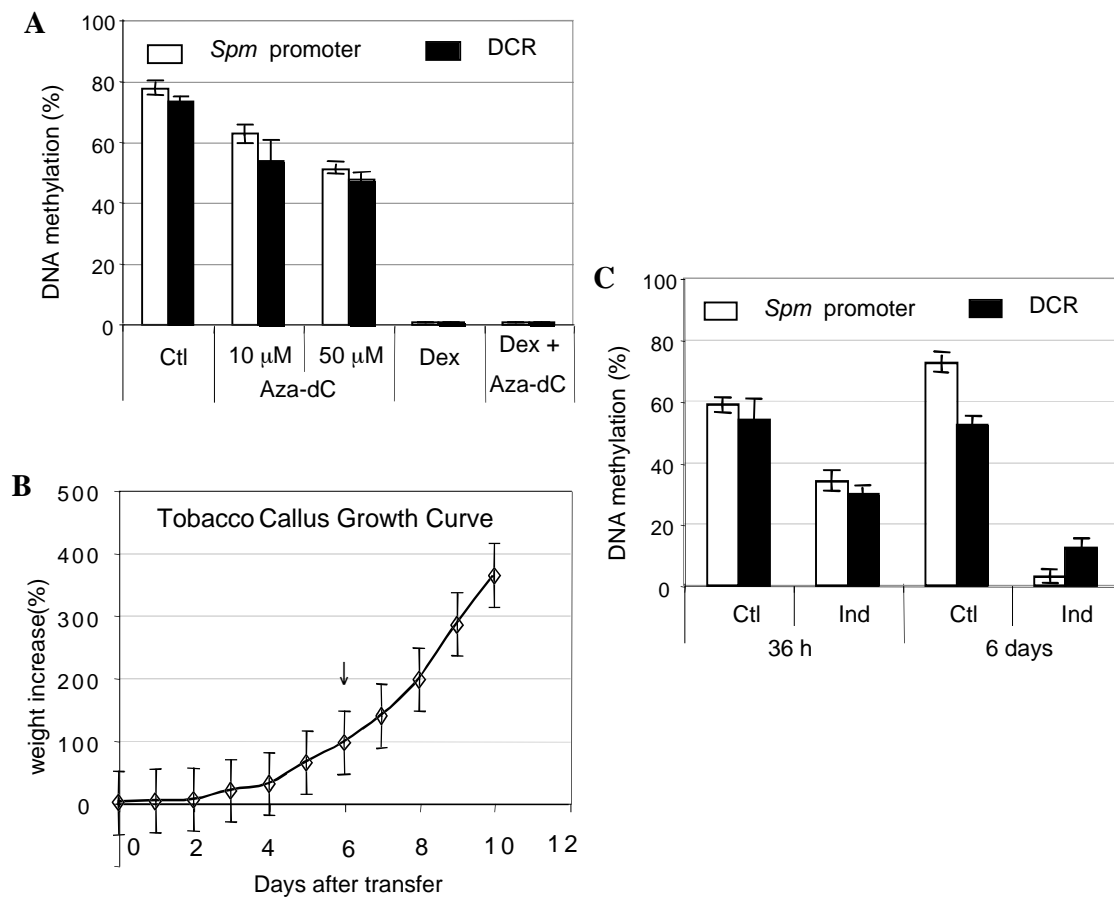 A
100
80
60
40
20
0
DNA methylation (%)
Spm promoter
DCR
Ctl
10 µM
50 µM
Aza-dC
Dex
Dex +
Aza-dC
B
500
400
300
200
100
0
weight increase(%)
Tobacco Callus Growth Curve
0 2 4 6 8 10 12
Days after transfer
C
100
80
60
40
20
0
DNA methylation (%)
Spm promoter
DCR
Ctl Ind Ctl Ind
36 h 6 days